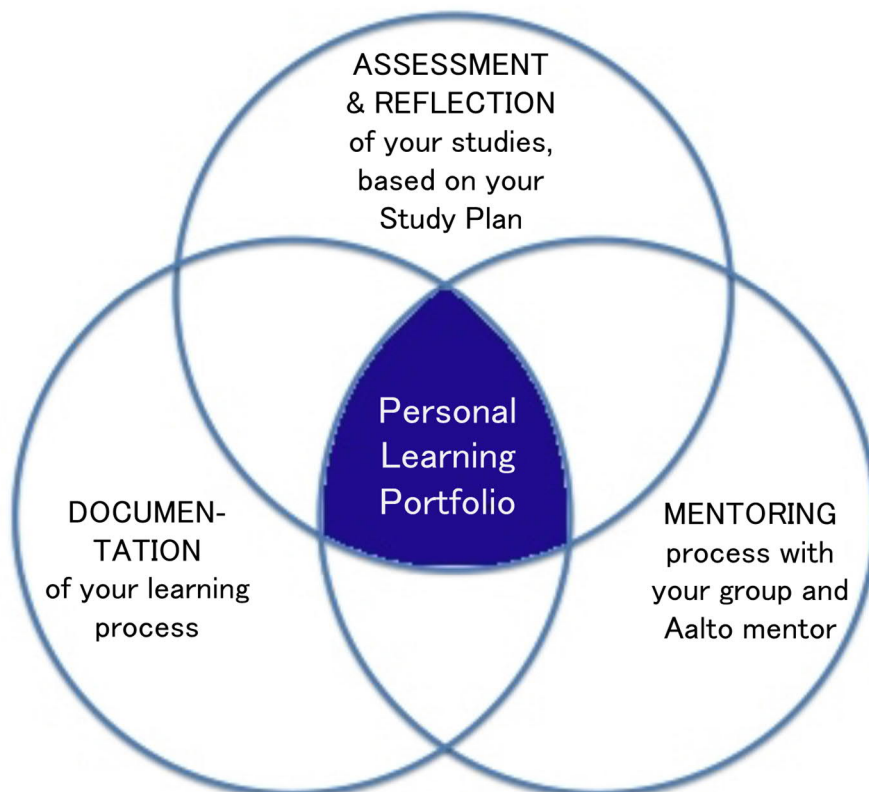 ASSESSMENT
& REFLECTION
of your studies,
based on your
Study Plan
Personal
Learning
Portfolio
DOCUMEN-
TATION
of your learning
process
MENTORING
process with
your group and
Aalto mentor